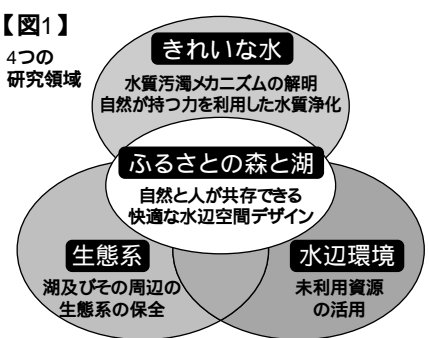 【図1】
4つの
研究領域
きれいな水
水質汚濁メカニズムの解明
自然が持つ力を利用した水質浄化
ふるさとの森と湖
自然と人が共存できる
快適な水辺空間デザイン
生態系
湖及びその周辺の
生態系の保全
水辺環境
未利用資源
の活用